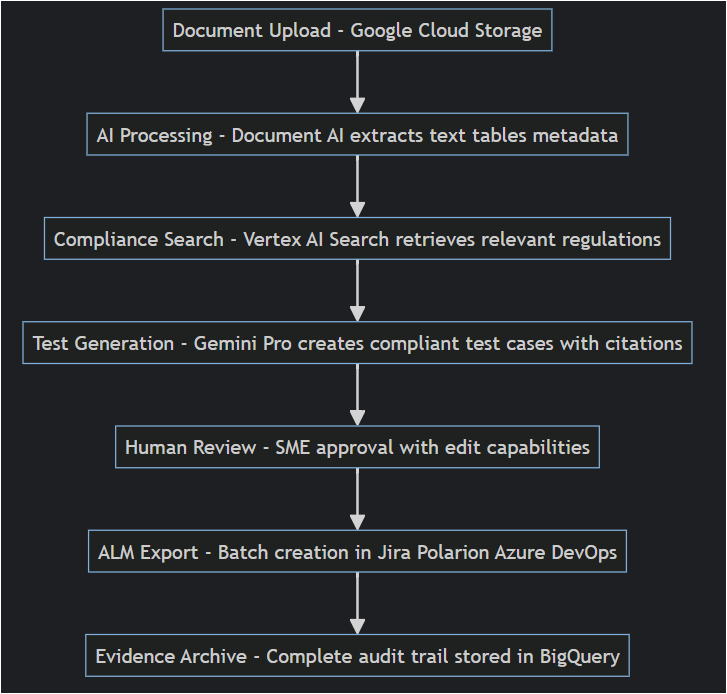 Document Upload - Google Cloud Storage
AI Processing - Document AI extracts text tables metadata
Compliance Search - Vertex AI Search retrieves relevant regulations
Test Generation - Gemini Pro creates compliant test cases with citations
Human Review - SME approval with edit capabilities
ALM Export - Batch creation in Jira Polarion Azure DevOps
Evidence Archive - Complete audit trail stored in BigQuery